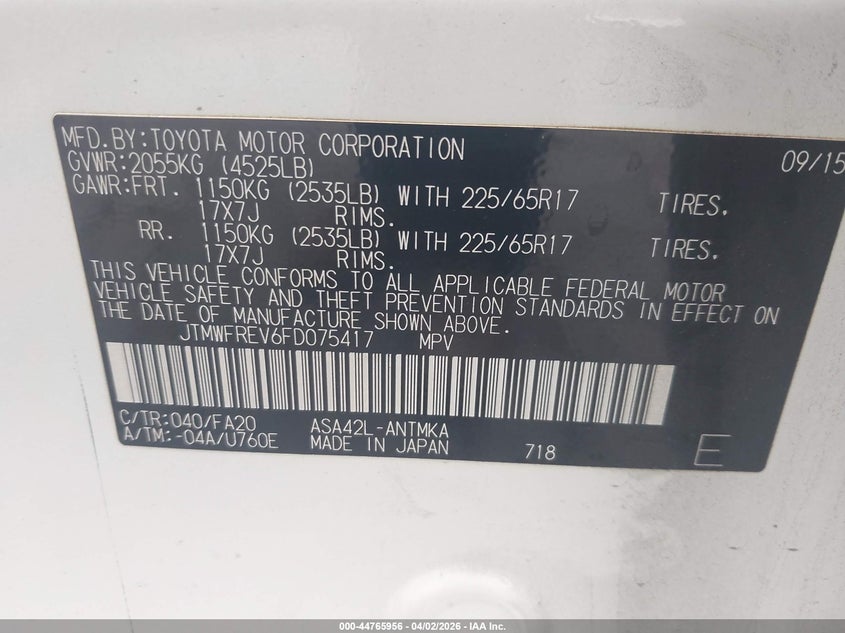 MFD.BY:TOYOTA MOTOR CORPORATION 09/15
GVWR:2055KG (4525LB)
GAWR:FRT. 1150KG (2535LB) WITH 225/65R17 TIRES.
17X7J RIMS.
RR. 1150KG (2535LB) WITH 225/65R17 TIRES.
17X7J RIMS.
THIS VEHICLE CONFORMS TO ALL APPLICABLE FEDERAL MOTOR
VEHICLE SAFETY AND THEFT PREVENTION STANDARDS IN EFFECT ON
THE DATE OF MANUFACTURE SHOWN ABOVE.
JTMWFREV6FD075417 MPV
C/TR:040/FA20 ASA42L-ANTMKA
A/TM:-04A/U760E MADE IN JAPAN 718 E
000-44765956 - 04/02/2026 - IAA Inc.